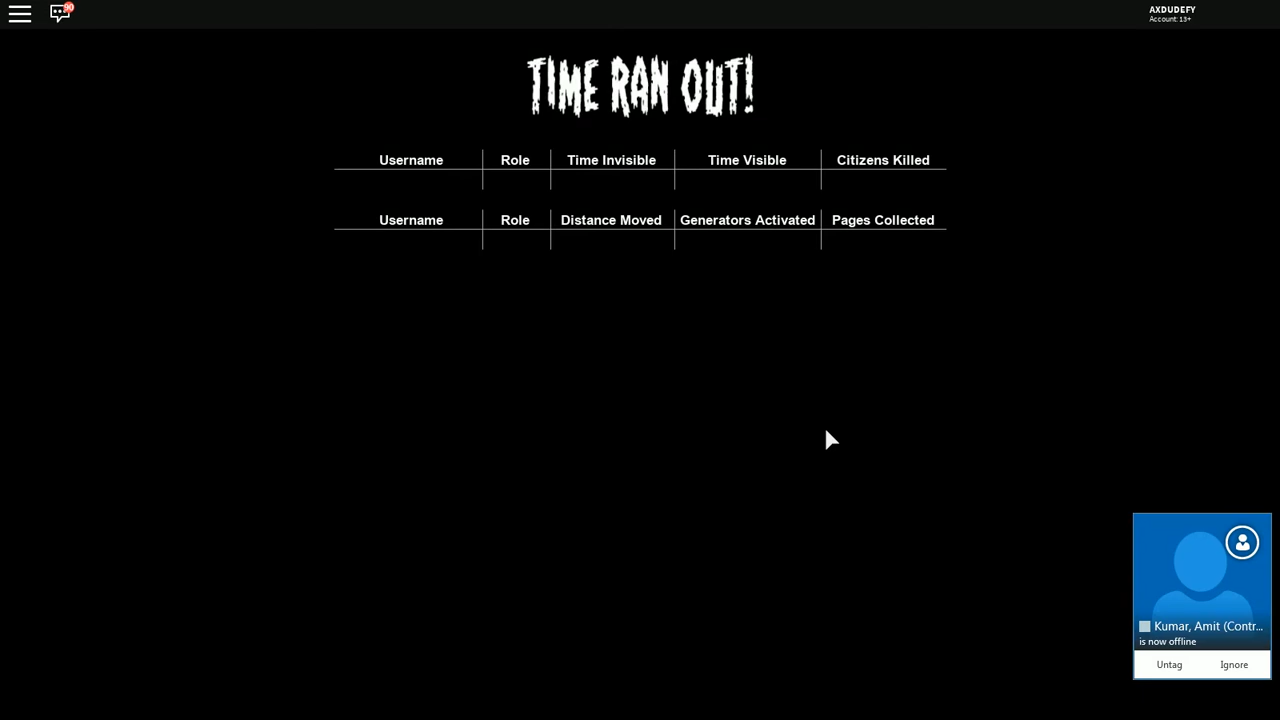 90
AXDUDEFY
Account: 13+
TIME RAN OUT!
Username Role Time Invisible Time Visible Citizens Killed
Username Role Distance Moved Generators Activated Pages Collected
Kumar, Amit (Contr...
is now offline
Untag Ignore